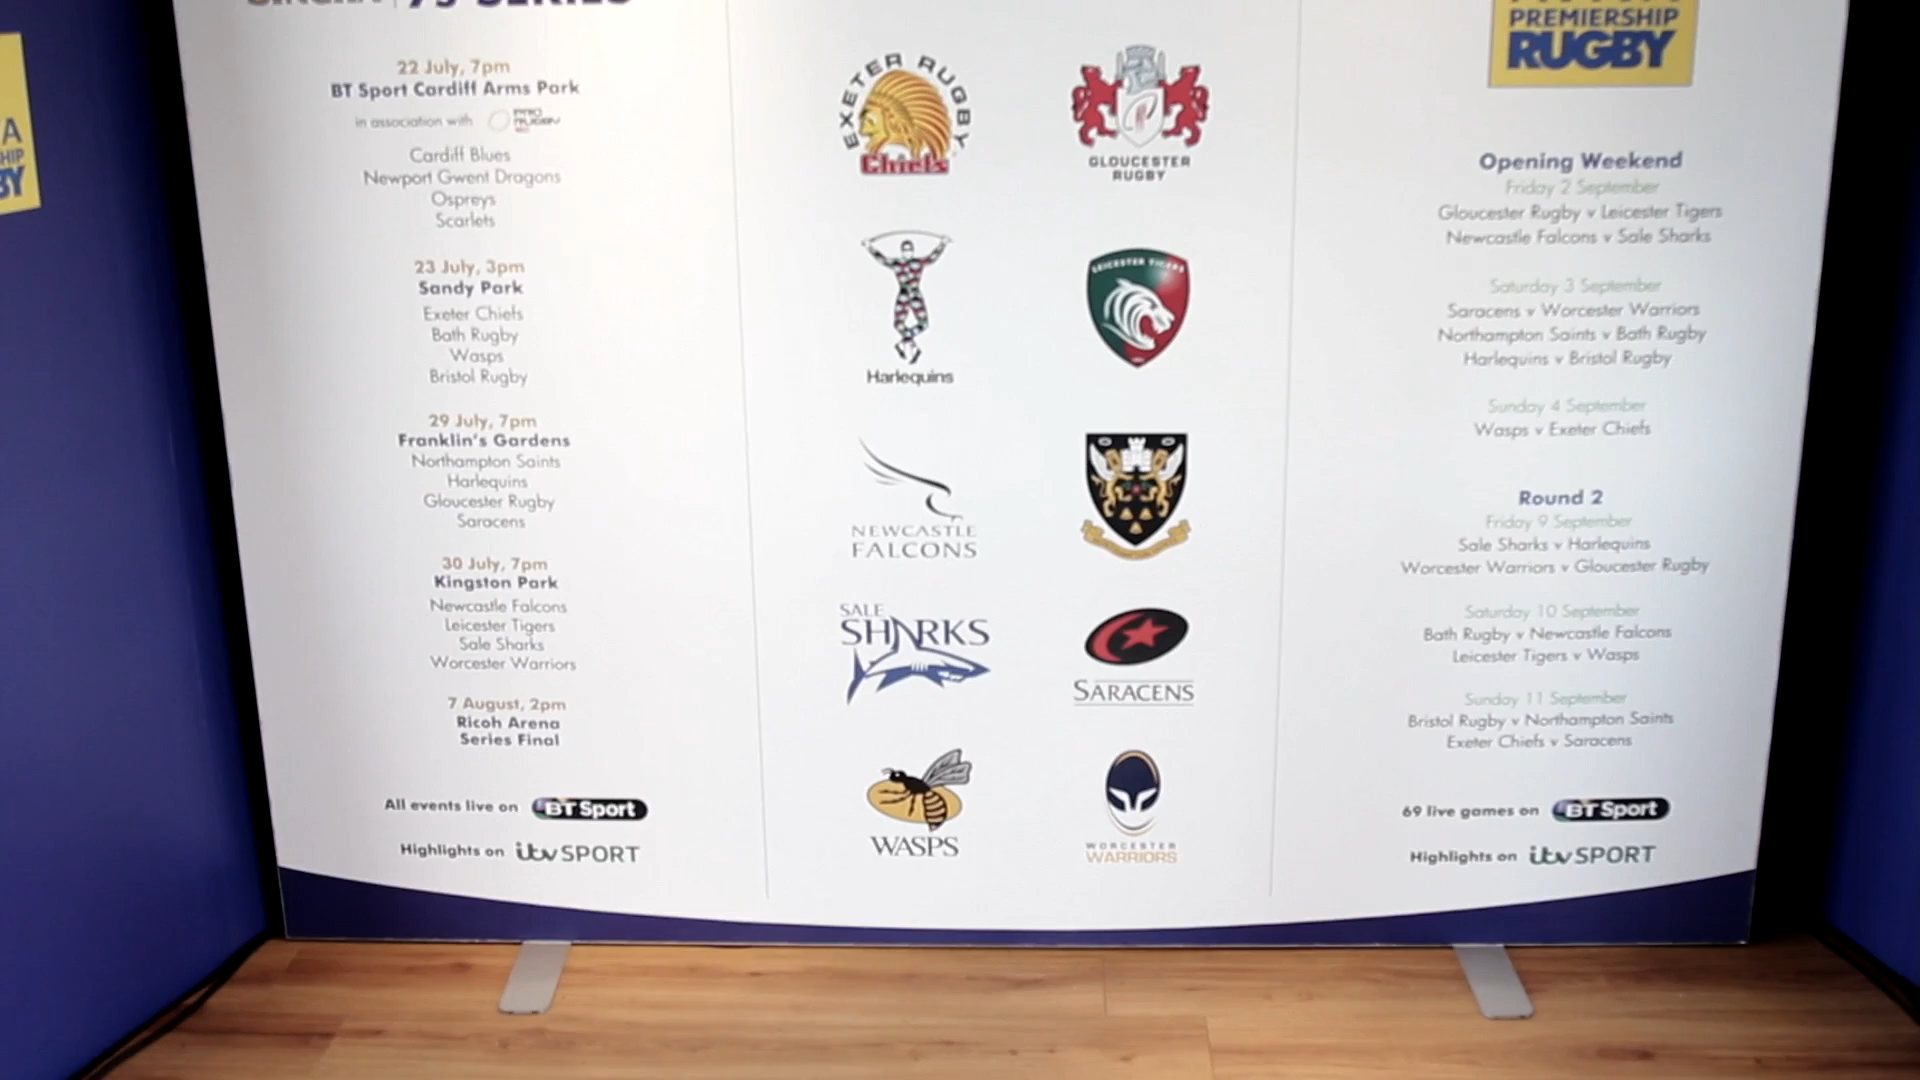 7s SERIES
22 July, 7pm
BT Sport Cardiff Arms Park
in association with PRO RUGBY
Cardiff Blues
Newport Gwent Dragons
Ospreys
Scarlets
23 July, 3pm
Sandy Park
Exeter Chiefs
Bath Rugby
Wasps
Bristol Rugby
29 July, 7pm
Franklin's Gardens
Northampton Saints
Harlequins
Gloucester Rugby
Saracens
30 July, 7pm
Kingston Park
Newcastle Falcons
Leicester Tigers
Sale Sharks
Worcester Warriors
7 August, 2pm
Ricoh Arena
Series Final
All events live on BT Sport
Highlights on itv SPORT
EXETER RUGBY
Chiefs
GLOUCESTER
RUGBY
Harlequins
LEICESTER TIGERS
NEWCASTLE
FALCONS
SALE
SHARKS
SARACENS
WASPS
WORCESTER
WARRIORS
PREMIERSHIP
RUGBY
Opening Weekend
Friday 2 September
Gloucester Rugby v Leicester Tigers
Newcastle Falcons v Sale Sharks
Saturday 3 September
Saracens v Worcester Warriors
Northampton Saints v Bath Rugby
Harlequins v Bristol Rugby
Sunday 4 September
Wasps v Exeter Chiefs
Round 2
Friday 9 September
Sale Sharks v Harlequins
Worcester Warriors v Gloucester Rugby
Saturday 10 September
Bath Rugby v Newcastle Falcons
Leicester Tigers v Wasps
Sunday 11 September
Bristol Rugby v Northampton Saints
Exeter Chiefs v Saracens
69 live games on BT Sport
Highlights on itv SPORT
A
HIP
BY